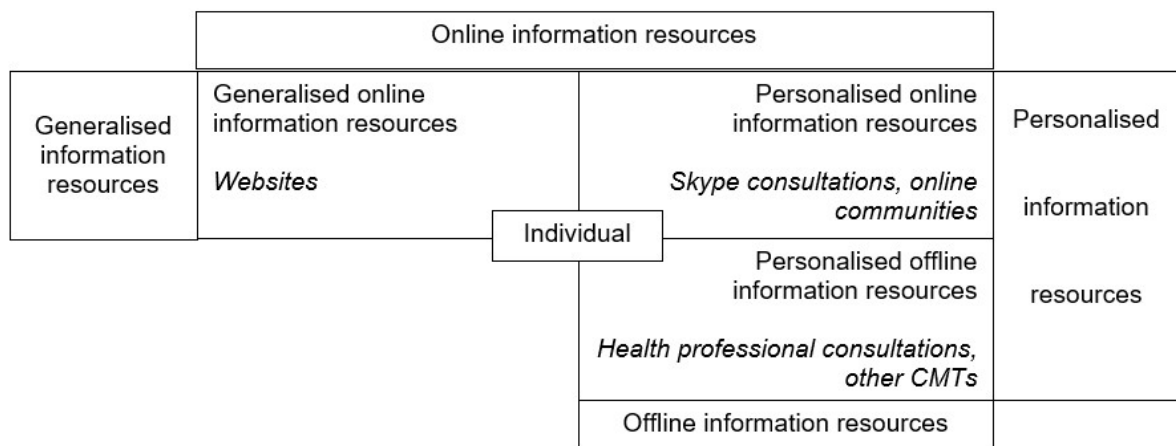 Online information resources
Generalised
information
resources
Generalised online
information resources
Websites
Personalised online
information resources
Skype consultations, online
communities
Personalised
information
resources
Individual
Personalised offline
information resources
Health professional consultations,
other CMTs
Offline information resources